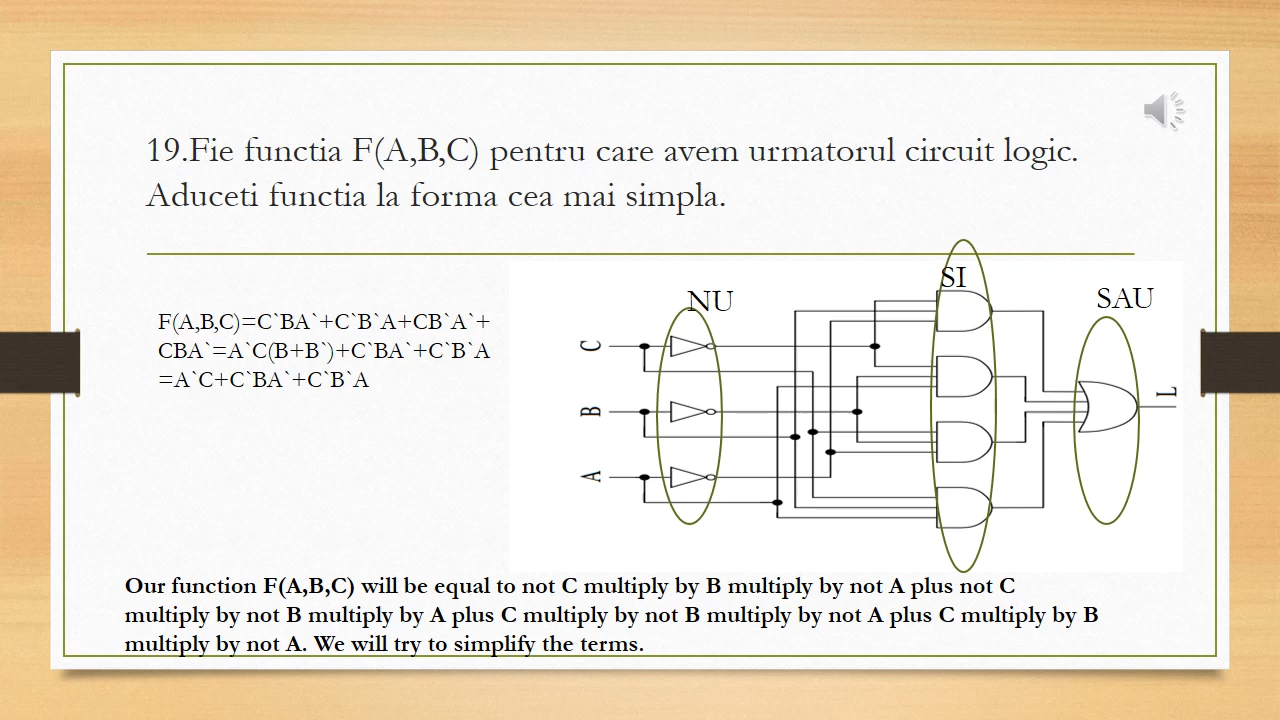 19.Fie functia F(A,B,C) pentru care avem urmatorul circuit logic.
Aduceti functia la forma cea mai simpla.
F(A,B,C)=C`BA`+C`B`A+CB`A`+
CBA`=A`C(B+B`)+C`BA`+C`B`A
=A`C+C`BA`+C`B`A
NU
SI
SAU
C
B
A
L
Our function F(A,B,C) will be equal to not C multiply by B multiply by not A plus not C
multiply by not B multiply by A plus C multiply by not B multiply by not A plus C multiply by B
multiply by not A. We will try to simplify the terms.